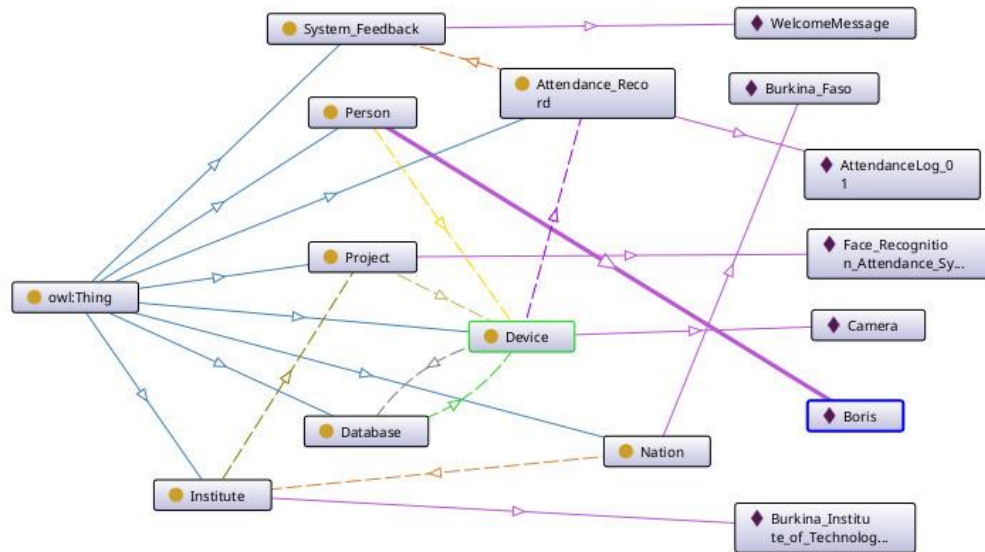 System_Feedback
WelcomeMessage
Attendance_Reco
rd
Burkina_Faso
Person
AttendanceLog_0
1
Project
Face_Recognitio
n_Attendance_Sy...
owl:Thing
Device
Camera
Boris
Database
Nation
Institute
Burkina_Institu
te_of_Technolog...